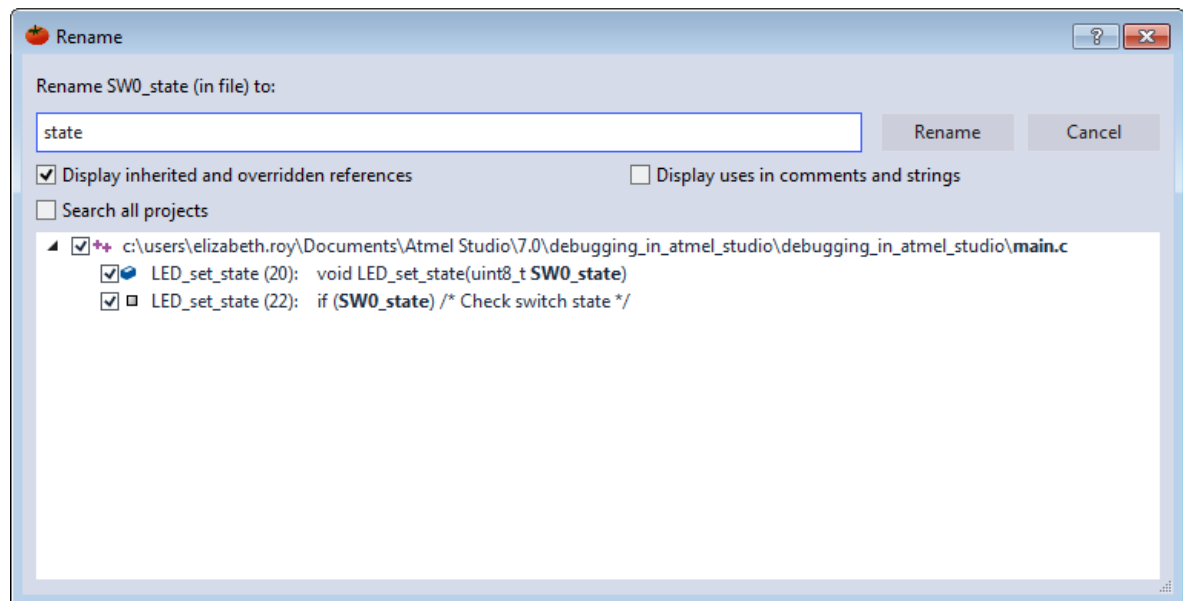 Rename
Rename SW0_state (in file) to:
state
Rename Cancel
Display inherited and overridden references Display uses in comments and strings
Search all projects
c:\users\elizabeth.roy\Documents\Atmel Studio\7.0\debugging_in_atmel_studio\debugging_in_atmel_studio\main.c
LED_set_state (20): void LED_set_state(uint8_t SW0_state)
LED_set_state (22): if (SW0_state) /* Check switch state */